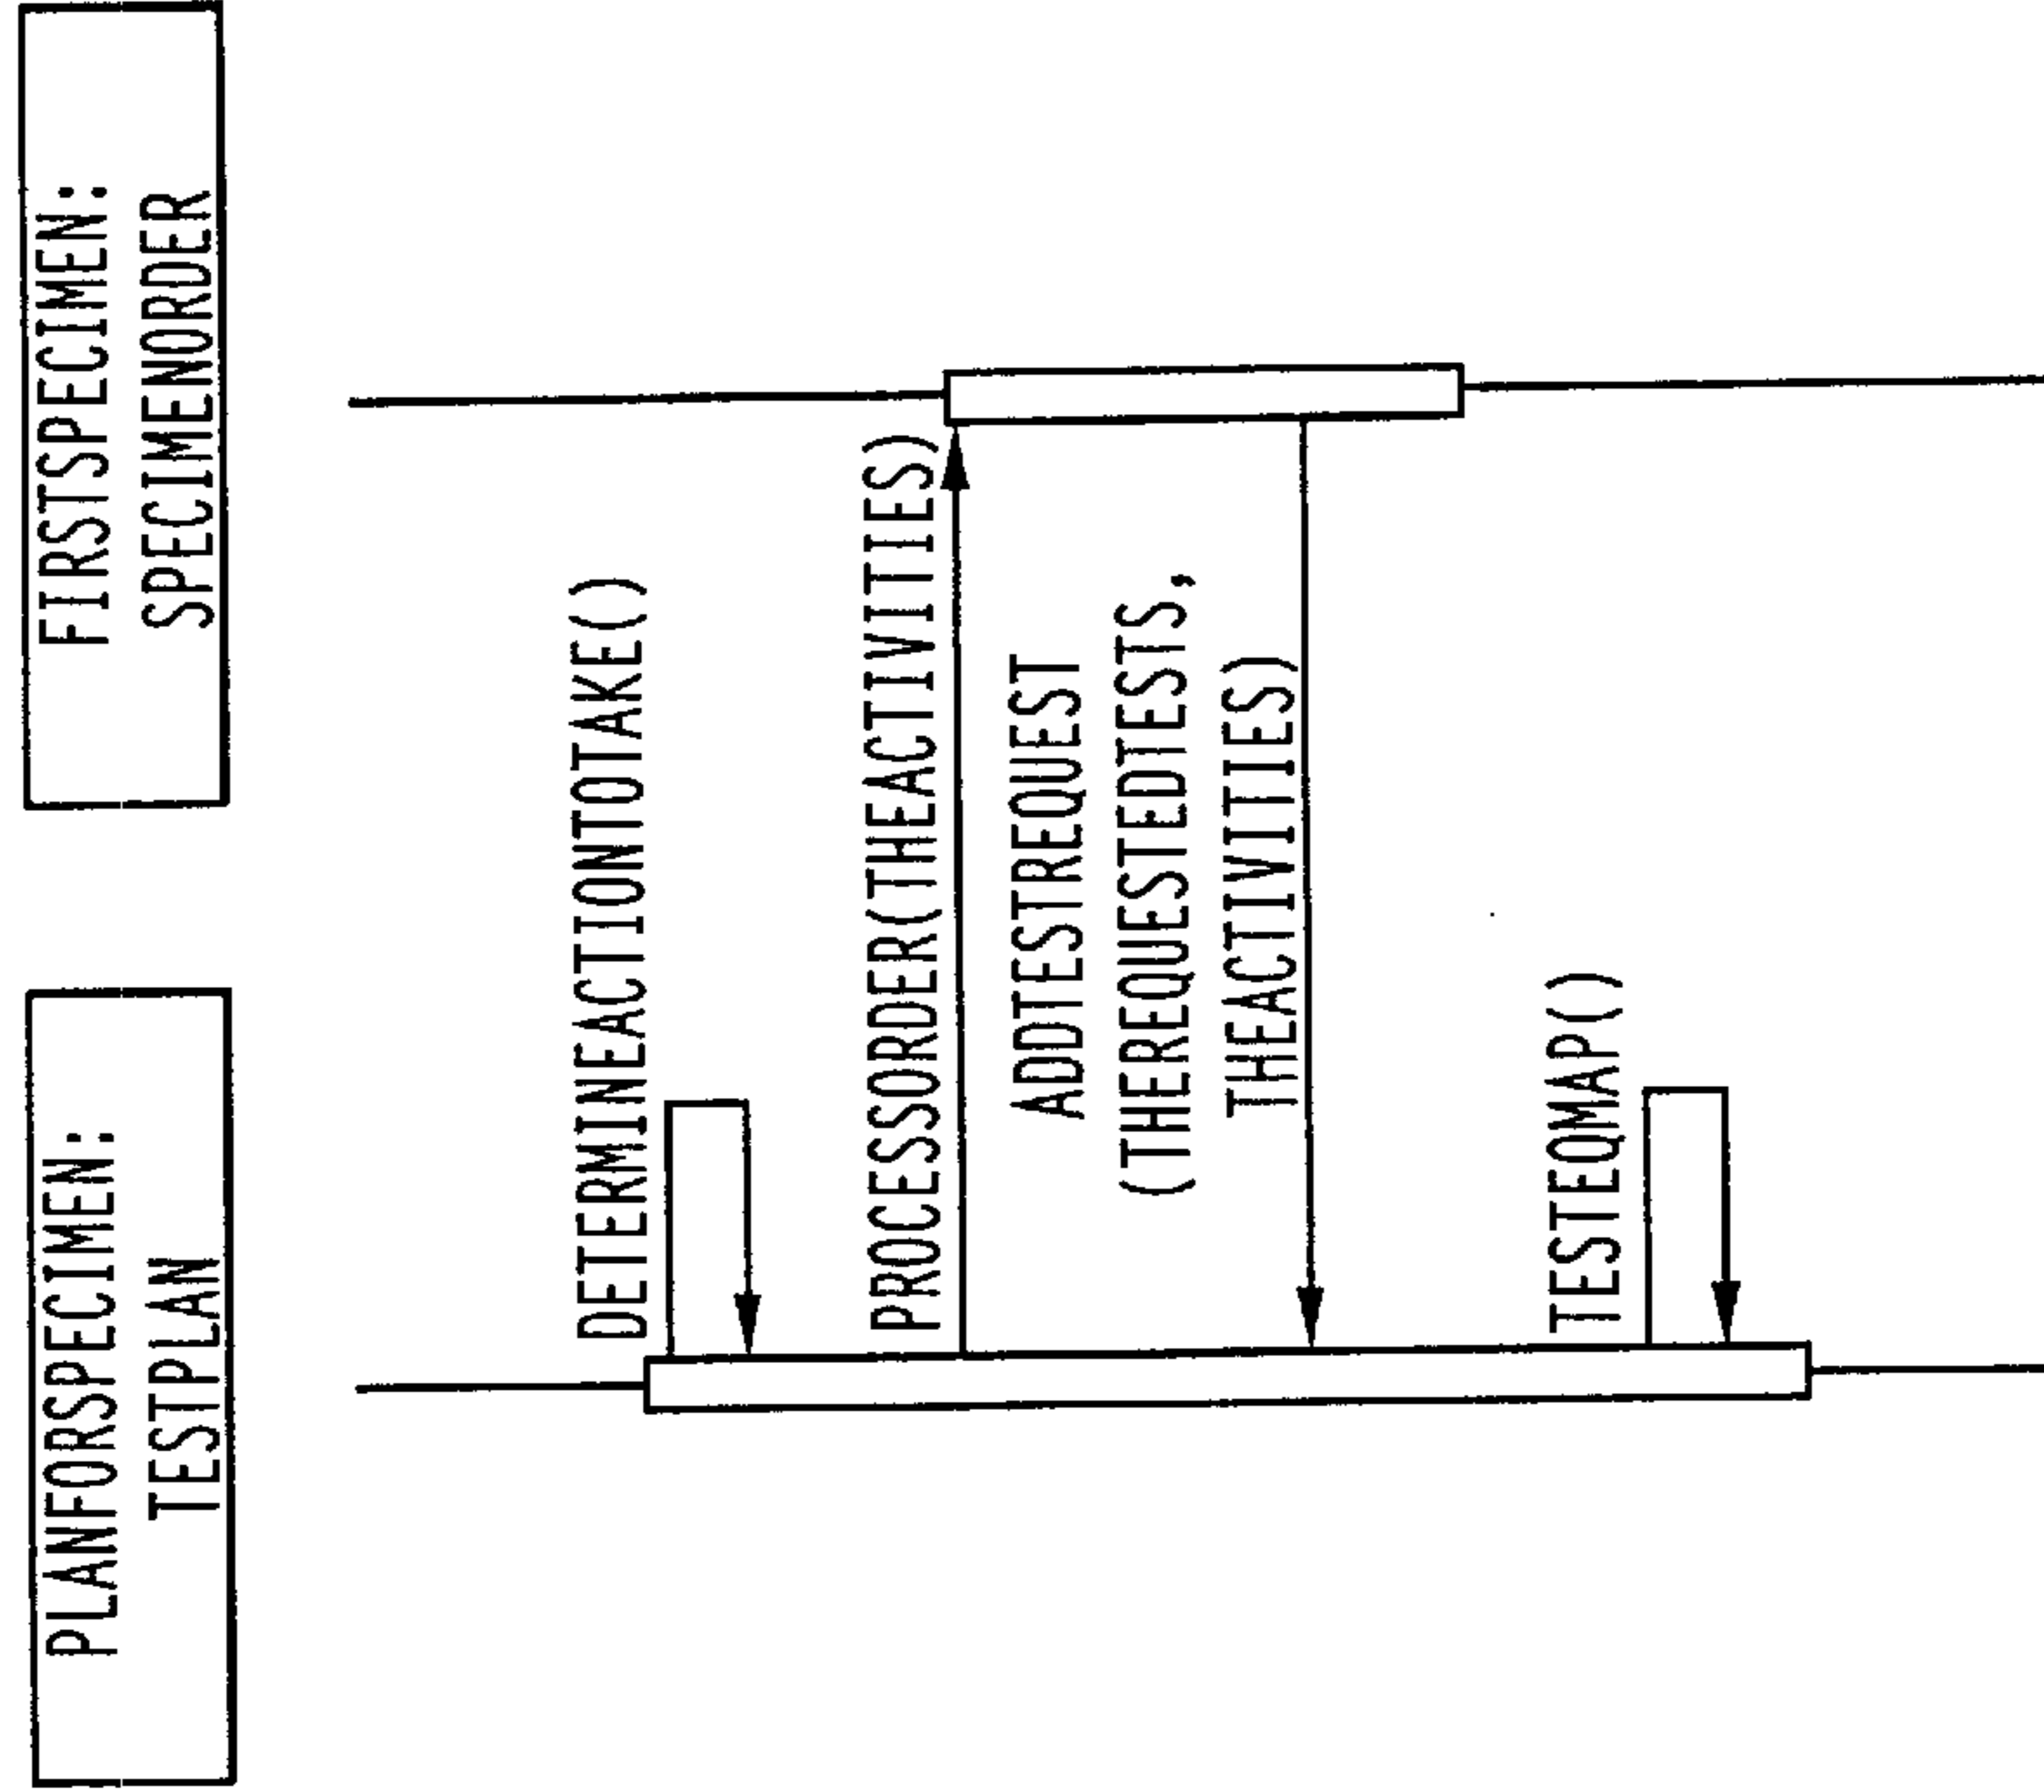 PLANFORSPECIMEN:
TESTPLAN
FIRSTSPECIMEN:
SPECIMENORDER
DETERMINEACTIONTOTAKE()
PROCESSORDER(THEACTIVITIES)
ADDTESTREQUEST
(THEREQUESTEDTESTS,
THEACTIVITIES)
TESTEQMAP()